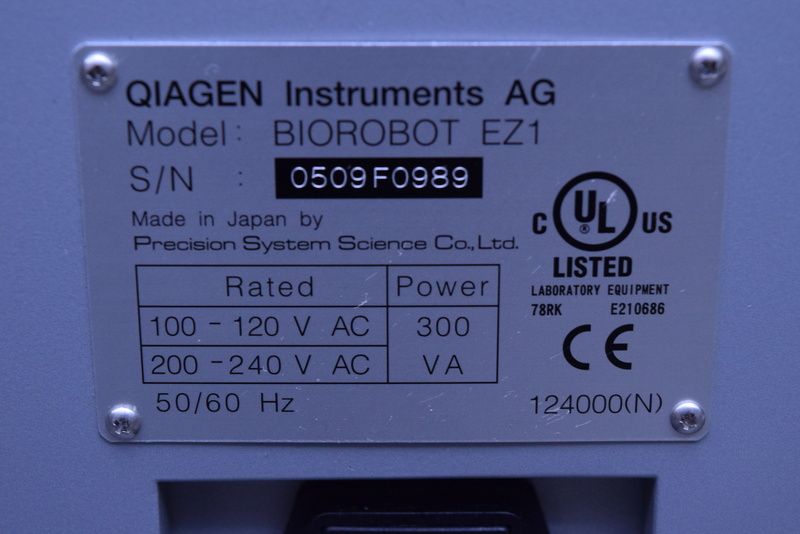 QIAGEN Instruments AG
Model: BIOROBOT EZ1
S/N : 0509F0989
Made in Japan by
Precision System Science Co., Ltd.
Rated Power
100-120 V AC 300
200-240 V AC VA
50/60 Hz
C UL® US
LISTED
LABORATORY EQUIPMENT
78RK E210686
CE
124000(N)